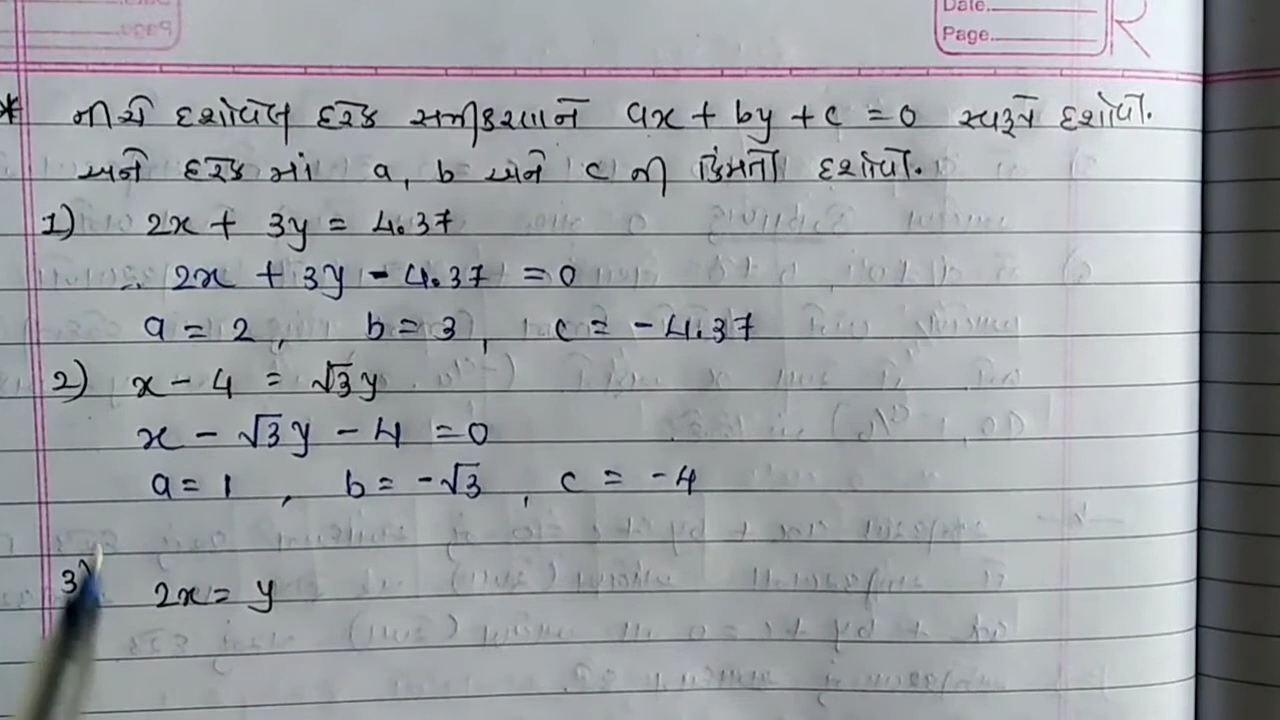 Date.
Page.
* નીચે દર્શાવેલ દરેક સમીકરણને ax + by + c = 0 સ્વરૂપે દર્શાવો.
અને દરેક માં a, b અને c ની કિંમતો દર્શાવો.
1) 2x + 3y = 4.37
2x + 3y - 4.37 = 0
a = 2, b = 3, c = -4.37
2) x - 4 = √3y
x - √3y - 4 = 0
a = 1, b = -√3, c = -4
3) 2x = y